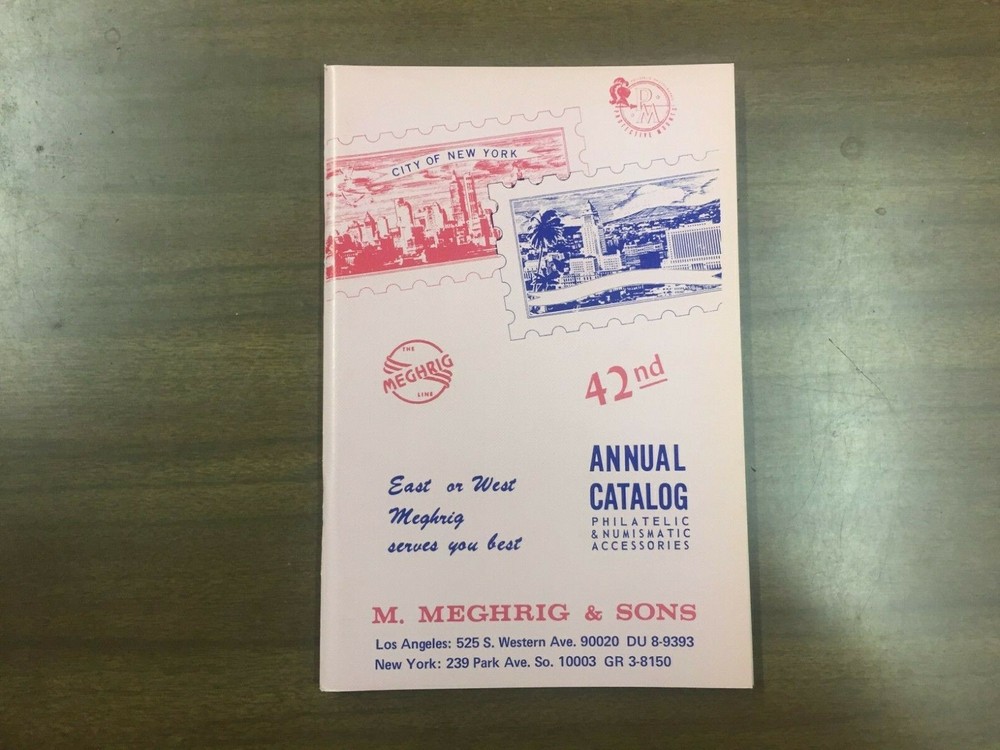 CITY OF NEW YORK
THE
MEGHRIG
LINE
42nd
ANNUAL
CATALOG
PHILATELIC
& NUMISMATIC
ACCESSORIES
East or West
Meghrig
serves you best
M. MEGHRIG & SONS
Los Angeles: 525 S. Western Ave. 90020 DU 8-9393
New York: 239 Park Ave. So. 10003 GR 3-8150